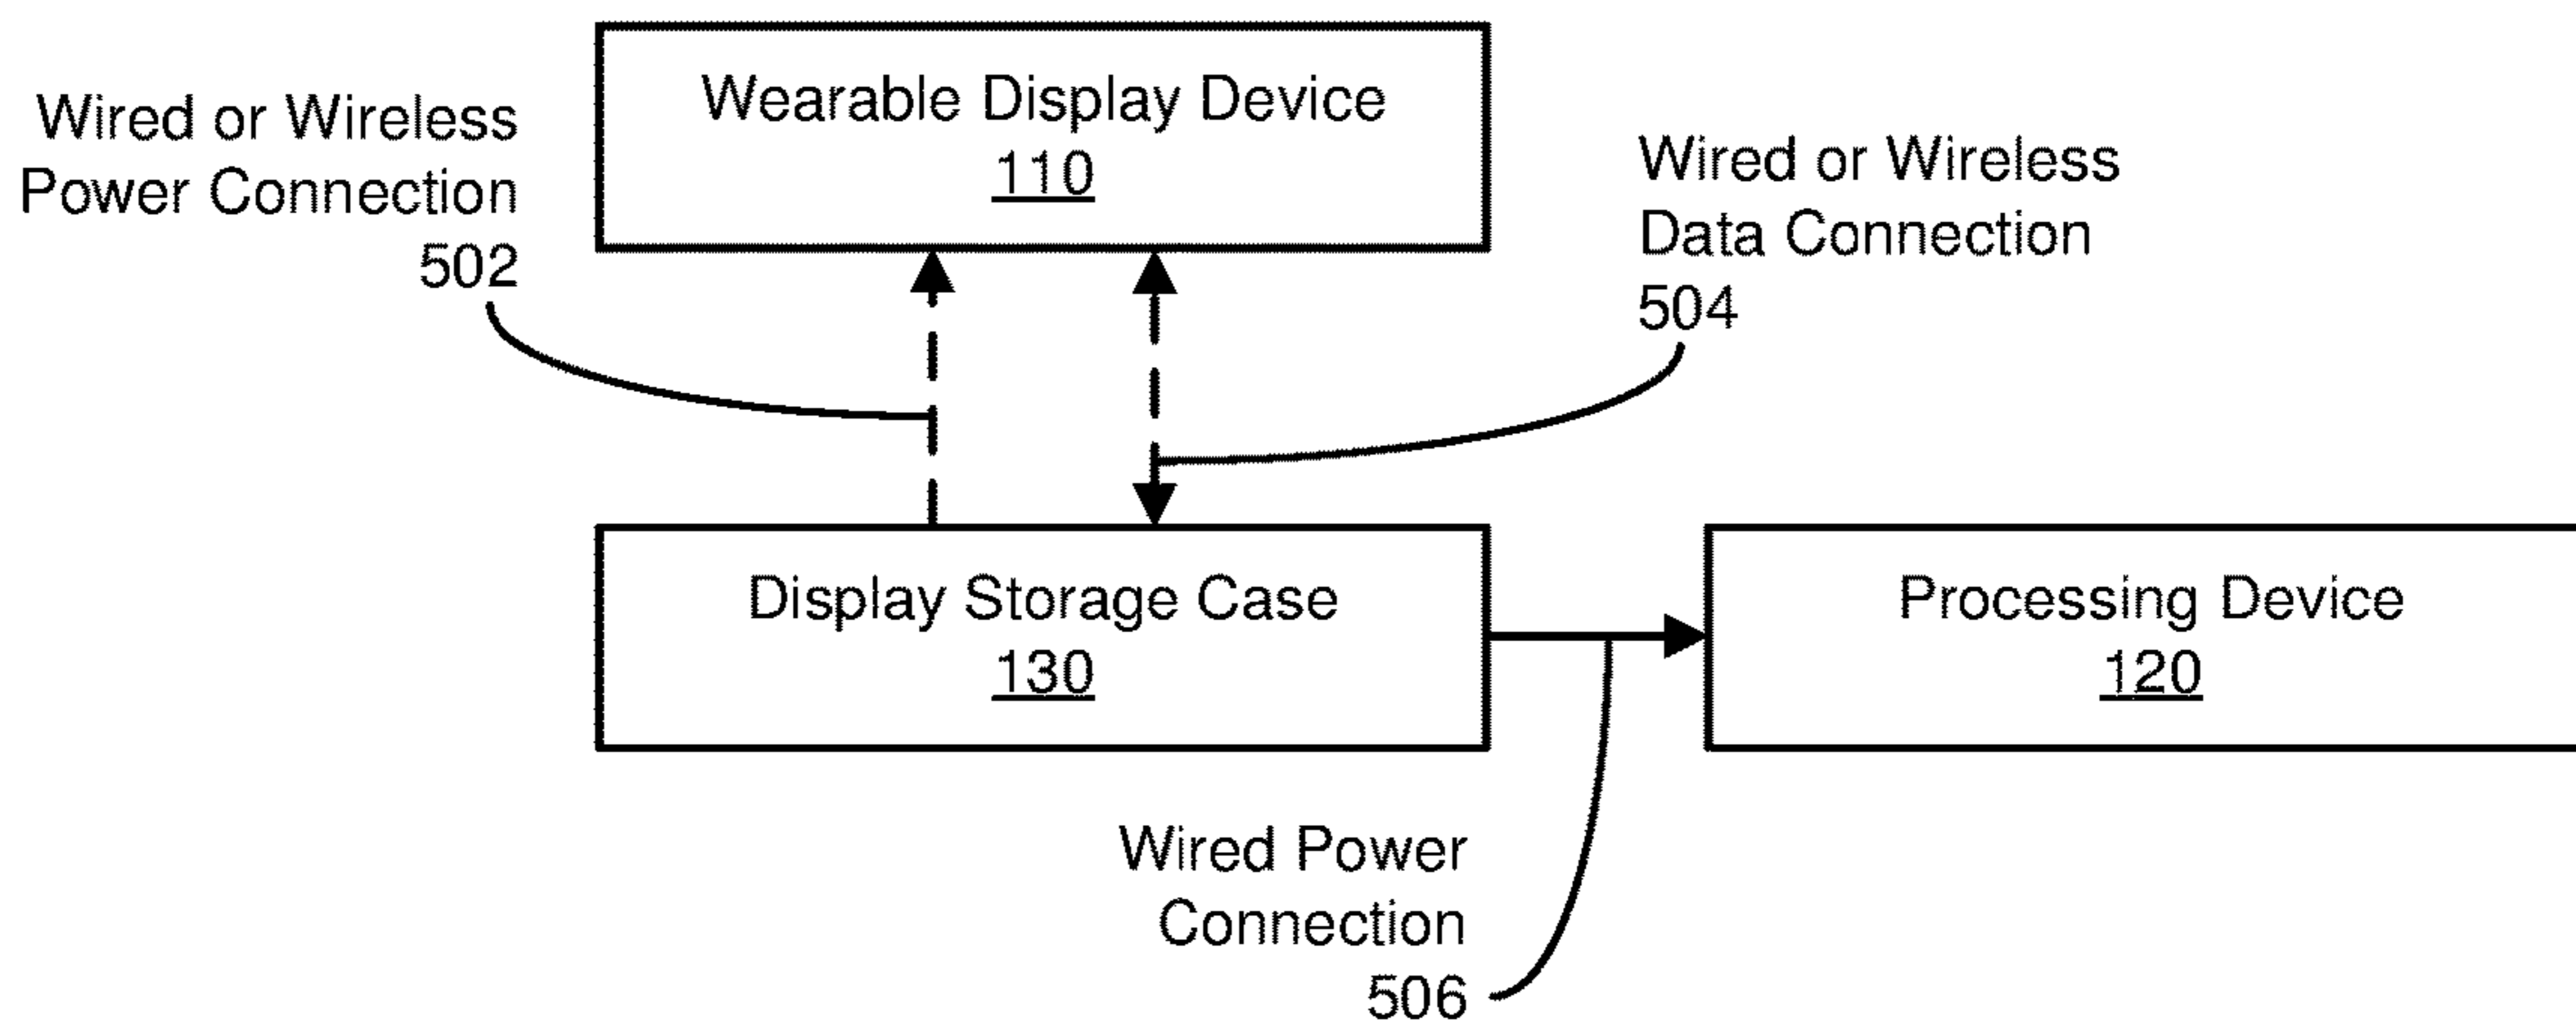 Wired or Wireless
Power Connection
502
Wearable Display Device
110
Wired or Wireless
Data Connection
504
Display Storage Case
130
Processing Device
120
Wired Power
Connection
506